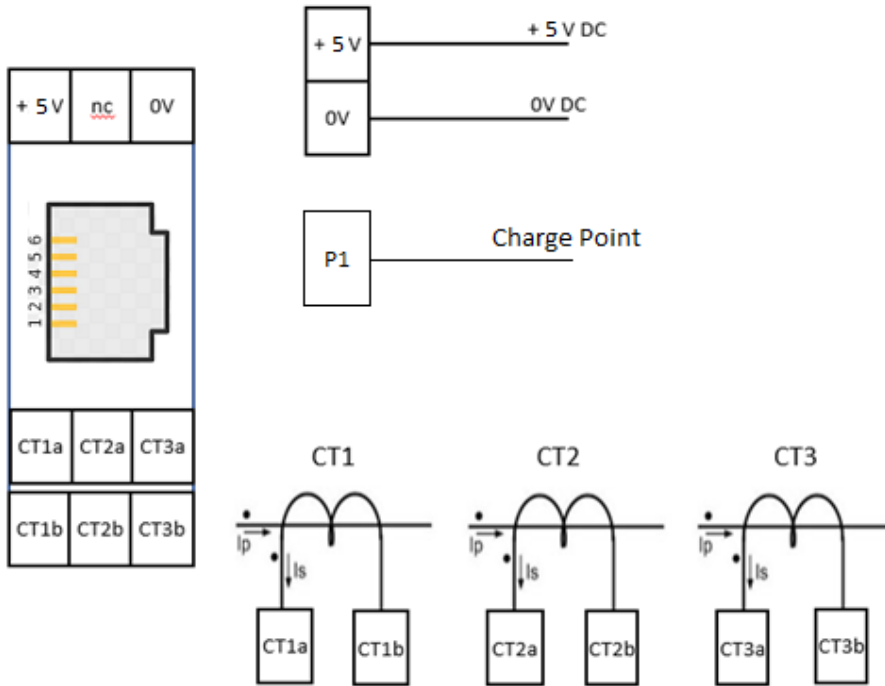 + 5 V
+ 5 V DC
0V
0V DC
+ 5 V
nc
0V
P1
Charge Point
6
5
4
3
2
1
CT1a
CT2a
CT3a
CT1b
CT2b
CT3b
CT1
CT2
CT3
Ip
Is
Ip
Is
Ip
Is
CT1a
CT1b
CT2a
CT2b
CT3a
CT3b